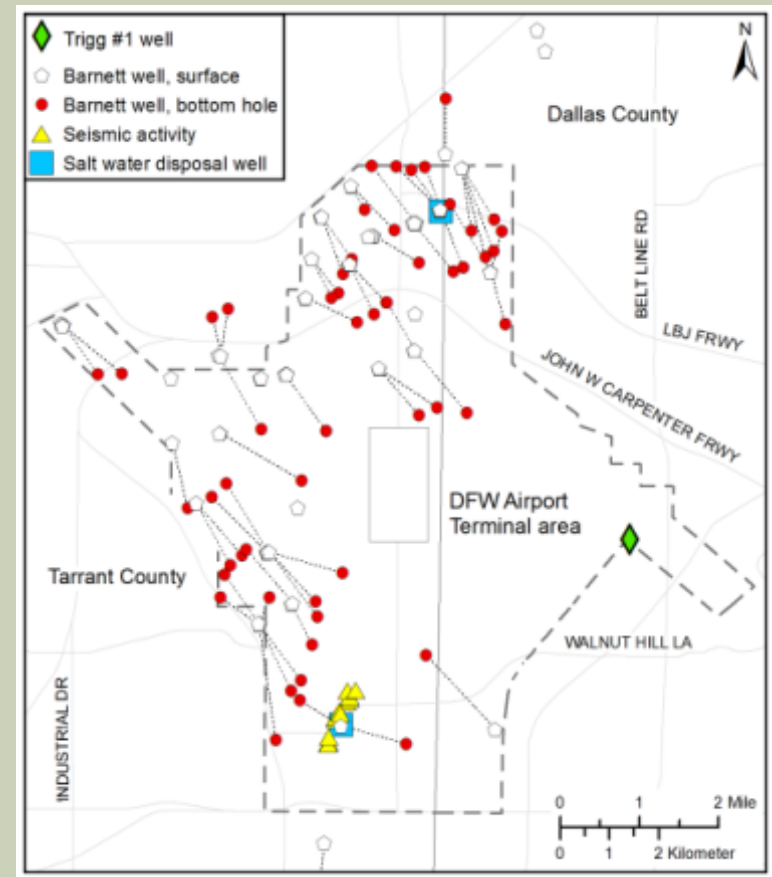 Trigg #1 well
Barnett well, surface
Barnett well, bottom hole
Seismic activity
Salt water disposal well
N
Dallas County
BELT LINE RD
LBJ FRWY
JOHN W CARPENTER FRWY
DFW Airport
Terminal area
Tarrant County
WALNUT HILL LA
INDUSTRIAL DR
0 1 2 Mile
0 1 2 Kilometer